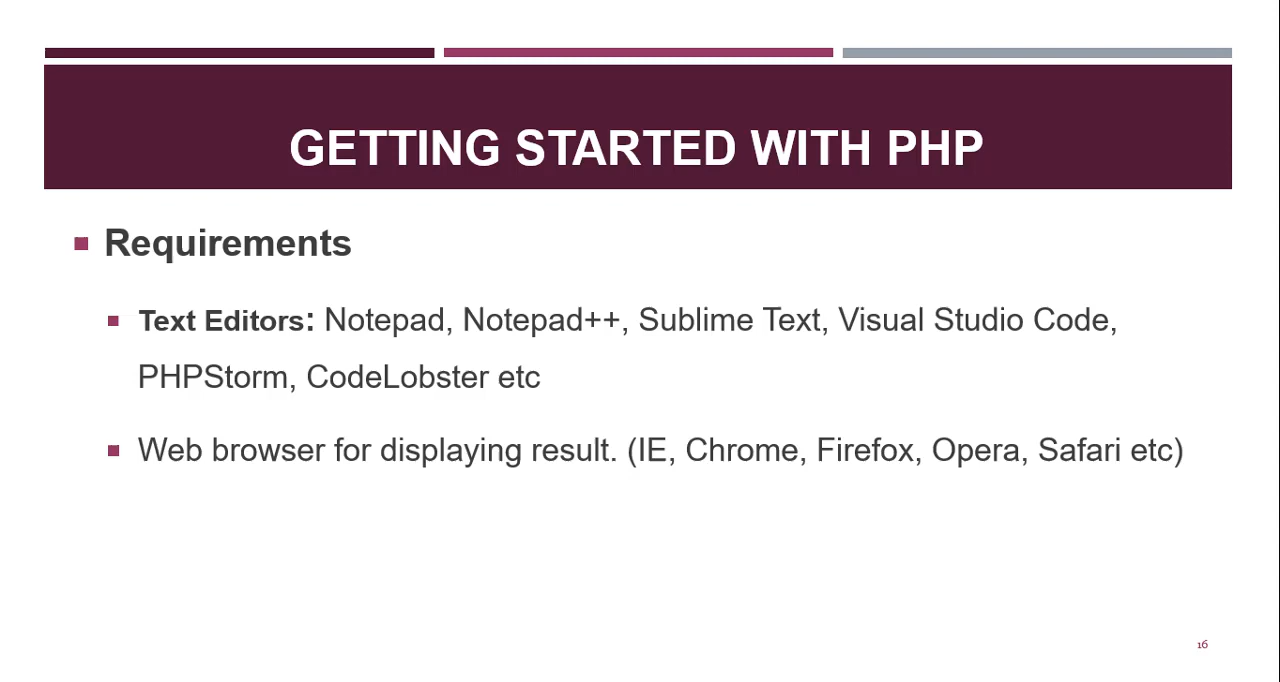 GETTING STARTED WITH PHP
Requirements
Text Editors: Notepad, Notepad++, Sublime Text, Visual Studio Code,
PHPStorm, CodeLobster etc
Web browser for displaying result. (IE, Chrome, Firefox, Opera, Safari etc)
16